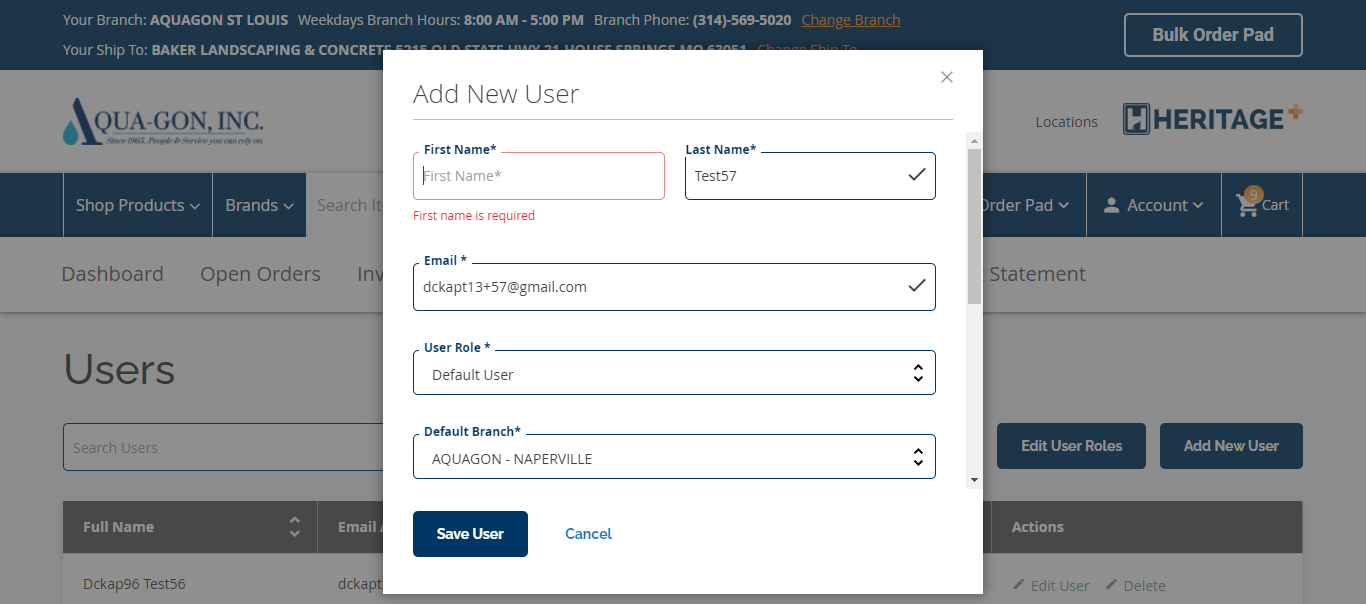 Your Branch: AQUAGON ST LOUIS Weekdays Branch Hours: 8:00 AM - 5:00 PM Branch Phone: (314)-569-5020 Change Branch
Bulk Order Pad
Your Ship To: BAKER LANDSCAPING & CONCRETE 5215 OLD STATE HWY 21 HOUSE SPRINGS MO 63051 Change Ship To
Add New User
AQUA-GON, INC.
Since 1963...People & Service you can rely on.
Locations
HERITAGE+
First Name*
Last Name*
First Name*
Test57
First name is required
Shop Products
Brands
Search It
Order Pad
Account
9
Cart
Email *
dckapt13+57@gmail.com
Dashboard
Open Orders
Inv
Statement
User Role *
Default User
Users
Default Branch*
AQUAGON - NAPERVILLE
Search Users
Edit User Roles
Add New User
Save User
Cancel
Full Name
Email A
Actions
Dckap96 Test56
dckapt
Edit User
Delete